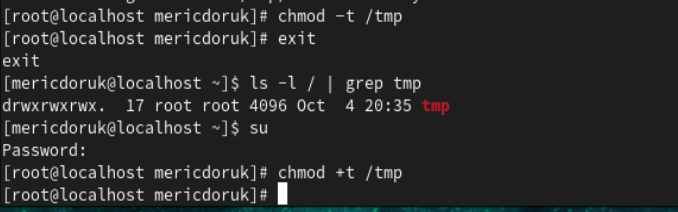 [root@localhost mericdoruk]# chmod -t /tmp
[root@localhost mericdoruk]# exit
exit
[mericdoruk@localhost ~]$ ls -l / | grep tmp
drwxrwxrwx.  17 root root 4096 Oct  4 20:35 tmp
[mericdoruk@localhost ~]$ su
Password:
[root@localhost mericdoruk]# chmod +t /tmp
[root@localhost mericdoruk]#